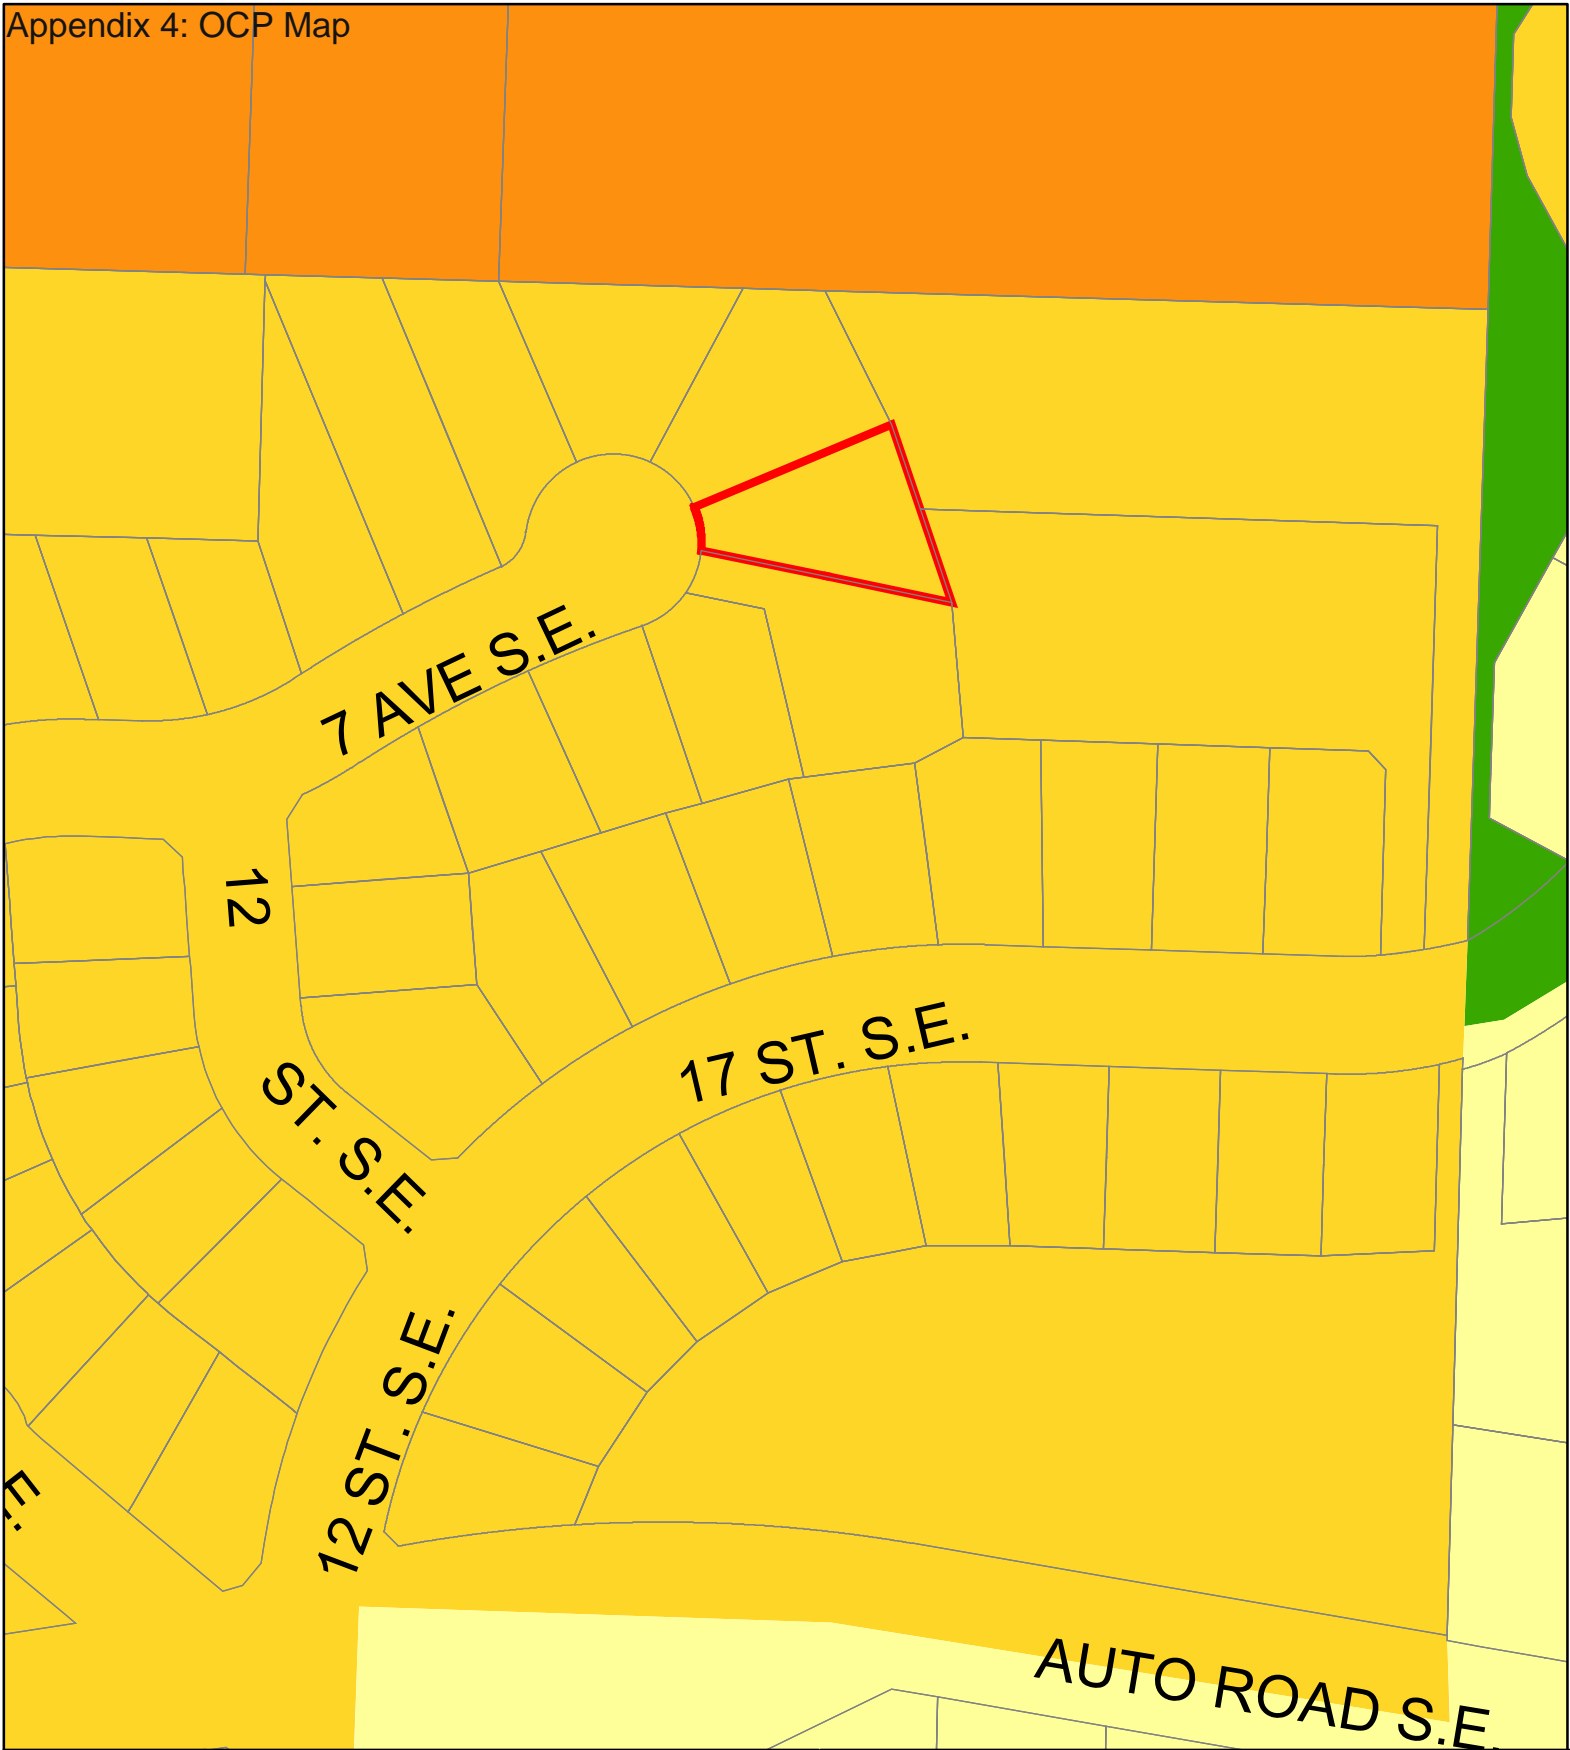 Appendix 4: OCP Map
7 AVE S.E.
12
ST. S.E.
17 ST. S.E.
12 ST. S.E.
E.
AUTO ROAD S.E.